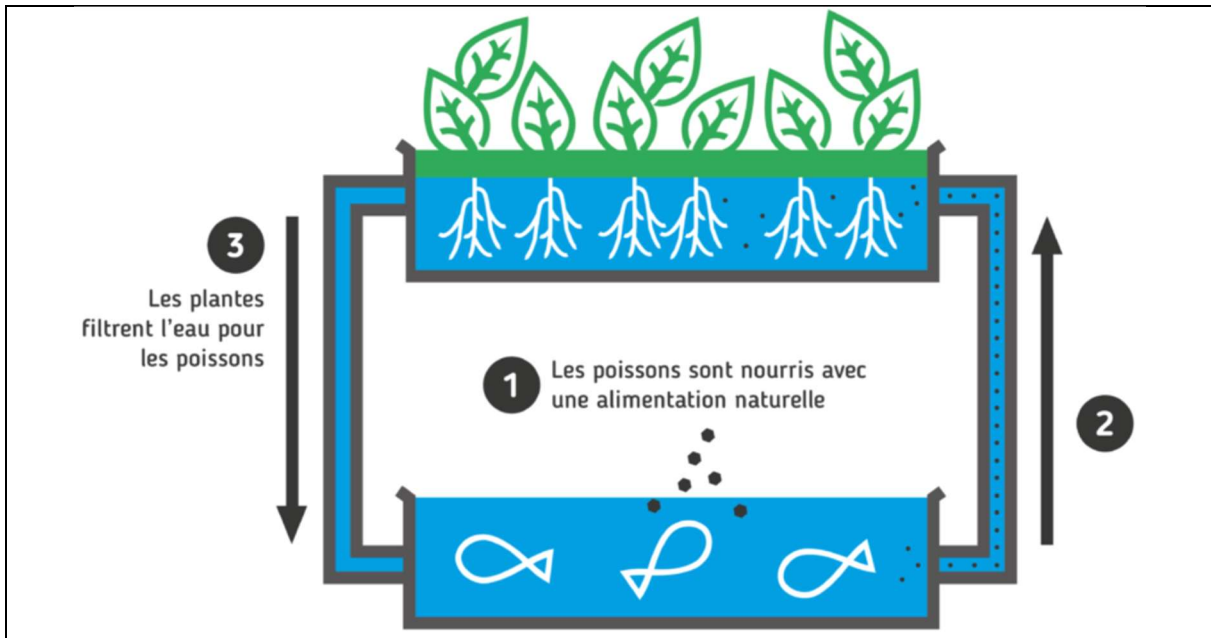 1
Les poissons sont nourris avec
une alimentation naturelle
2
3
Les plantes
filtrent l'eau pour
les poissons